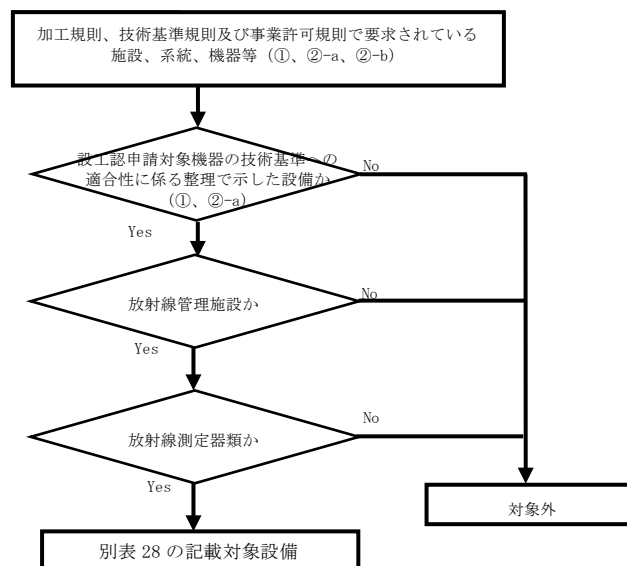 加工規則、技術基準規則及び事業許可規則で要求されている
施設、系統、機器等（①、②-a、②-b）
設工認申請対象機器の技術基準への
適合性に係る整理で示した設備か
（①、②-a）
No
Yes
放射線管理施設か
No
Yes
放射線測定器類か
No
Yes
対象外
別表 28 の記載対象設備